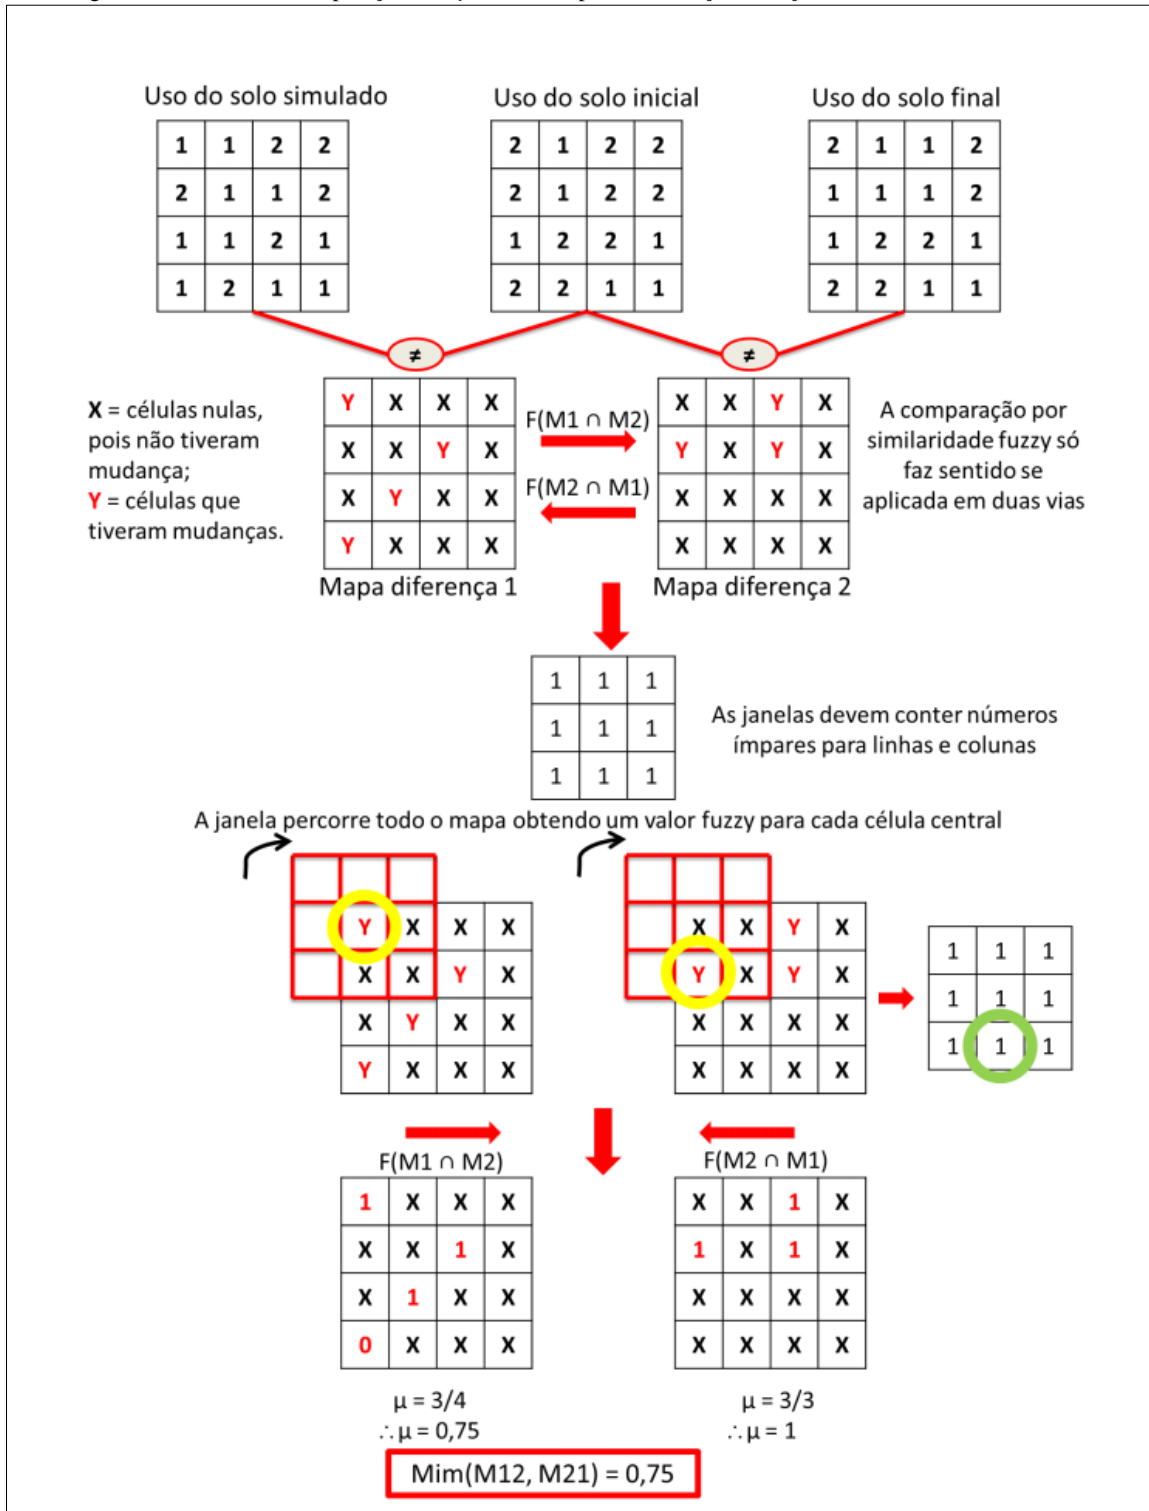 Uso do solo simulado Uso do solo inicial Uso do solo final
1 1 2 2 2 1 2 2 2 1 1 2
2 1 1 2 2 1 2 2 1 1 1 2
1 1 2 1 1 2 2 1 1 2 2 1
1 2 1 1 2 2 1 1 2 2 1 1
≠ ≠
X = células nulas,
pois não tiveram
mudança;
Y = células que
tiveram mudanças.
Y X X X
X X Y X
X Y X X
Y X X X
Mapa diferença 1
F(M1 ∩ M2)
F(M2 ∩ M1)
X X Y X
Y X Y X
X X X X
X X X X
Mapa diferença 2
A comparação por
similaridade fuzzy só
faz sentido se
aplicada em duas vias
1 1 1
1 1 1
1 1 1
As janelas devem conter números
ímpares para linhas e colunas
A janela percorre todo o mapa obtendo um valor fuzzy para cada célula central
Y X X X
X X Y X
X Y X X
Y X X X
X X Y X
Y X Y X
X X X X
X X X X
1 1 1
1 1 1
1 1 1
F(M1 ∩ M2)
1 X X X
X X 1 X
X 1 X X
0 X X X
μ = 3/4
∴ μ = 0,75
F(M2 ∩ M1)
X X 1 X
1 X 1 X
X X X X
X X X X
μ = 3/3
∴ μ = 1
Mim(M12, M21) = 0,75